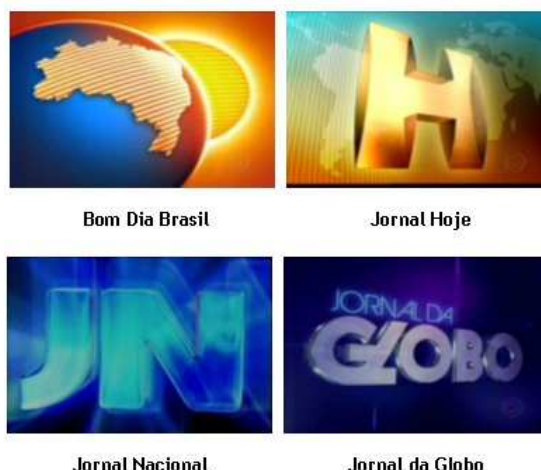 H
Bom Dia Brasil
Jornal Hoje
JN
JORNAL DA
GLOBO
Jornal Nacional
Jornal da Globo